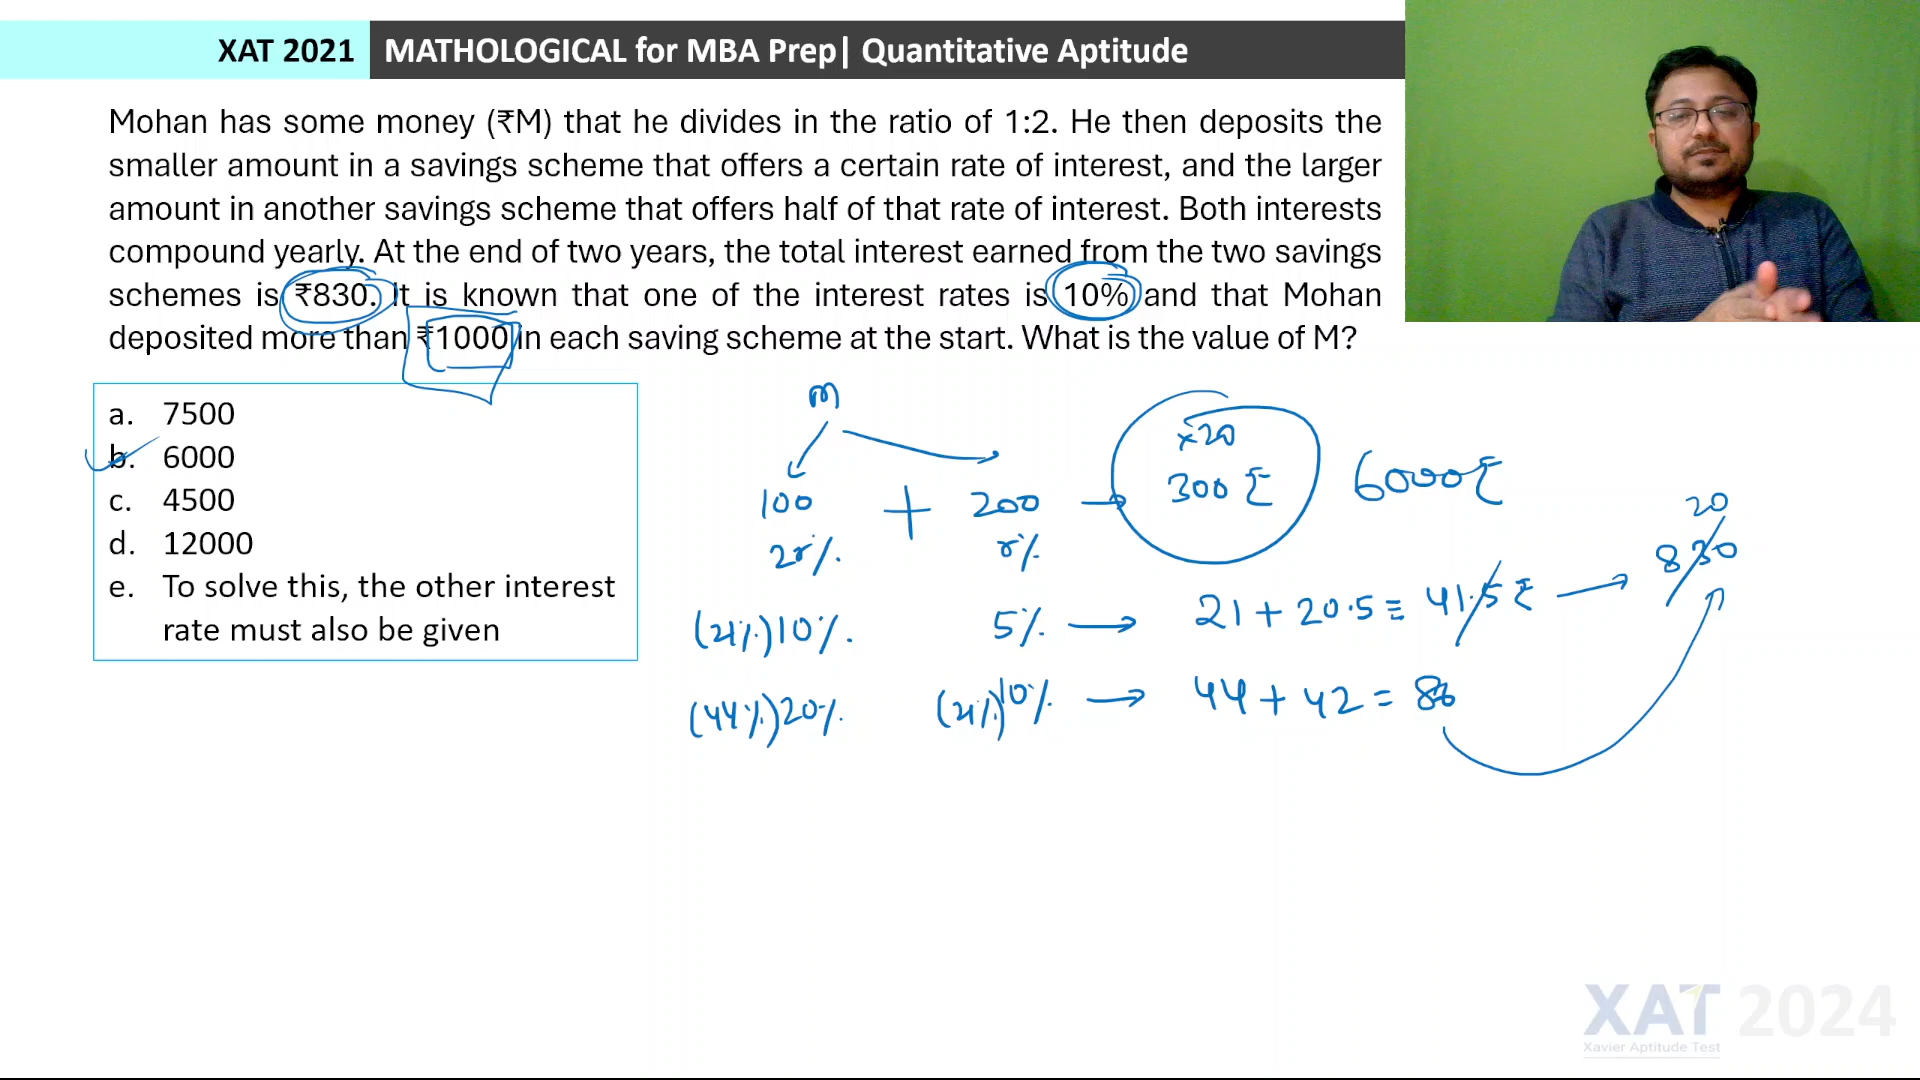 XAT 2021 MATHOLOGICAL for MBA Prep| Quantitative Aptitude
Mohan has some money (₹M) that he divides in the ratio of 1:2. He then deposits the
smaller amount in a savings scheme that offers a certain rate of interest, and the larger
amount in another savings scheme that offers half of that rate of interest. Both interests
compound yearly. At the end of two years, the total interest earned from the two savings
schemes is ₹830. It is known that one of the interest rates is 10% and that Mohan
deposited more than ₹1000 in each saving scheme at the start. What is the value of M?
a. 7500
b. 6000
c. 4500
d. 12000
e. To solve this, the other interest
rate must also be given
m
100 + 200 → 300 ₹
×20
6000₹
2r% r%
(21%)10% 5% → 21 + 20.5 ≡ 41.5 ₹ → 830
20
(44%)20% (21%)10% → 44 + 42 = 86
XAT 2024
Xavier Aptitude Test